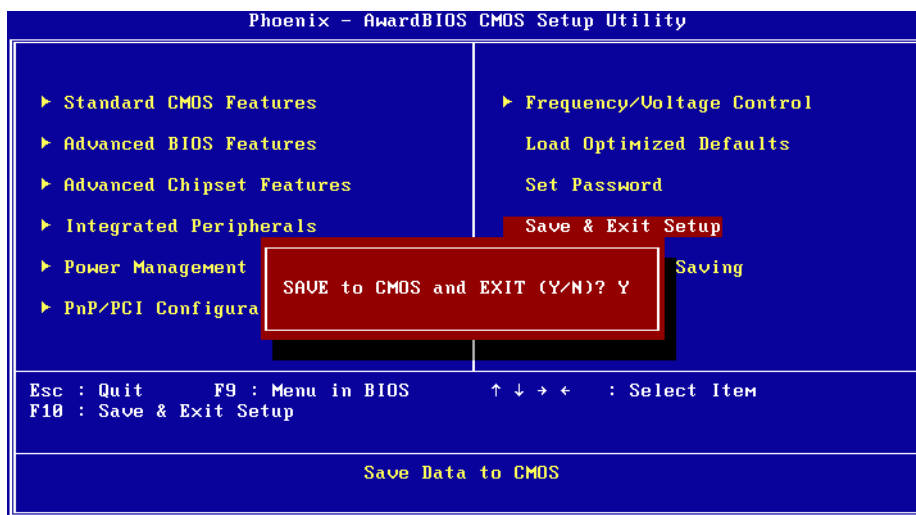 Phoenix - AwardBIOS CMOS Setup Utility
▶ Standard CMOS Features
▶ Advanced BIOS Features
▶ Advanced Chipset Features
▶ Integrated Peripherals
▶ Power Management
▶ PnP/PCI Configura
▶ Frequency/Voltage Control
Load Optimized Defaults
Set Password
Save & Exit Setup
Saving
SAVE to CMOS and EXIT (Y/N)? Y
Esc : Quit F9 : Menu in BIOS ↑ ↓ → ← : Select Item
F10 : Save & Exit Setup
Save Data to CMOS